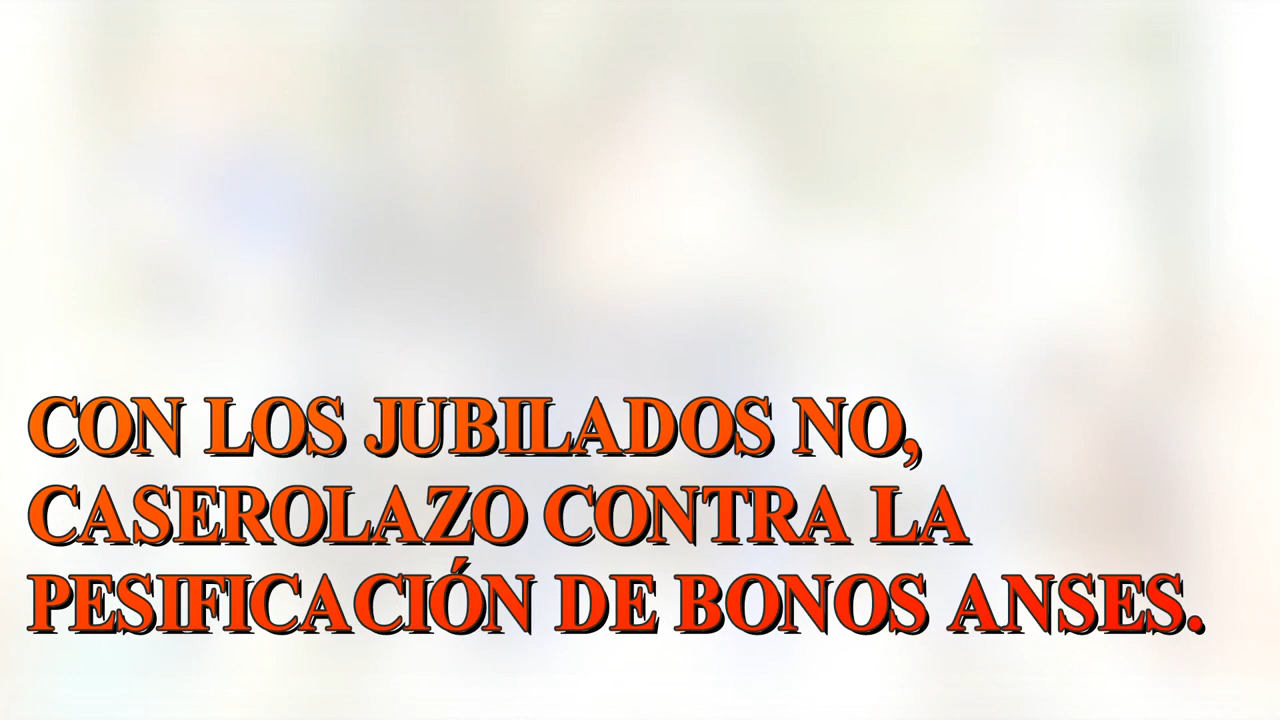 CON LOS JUBILADOS NO,
CASEROLAZO CONTRA LA
PESIFICACIÓN DE BONOS ANSES.